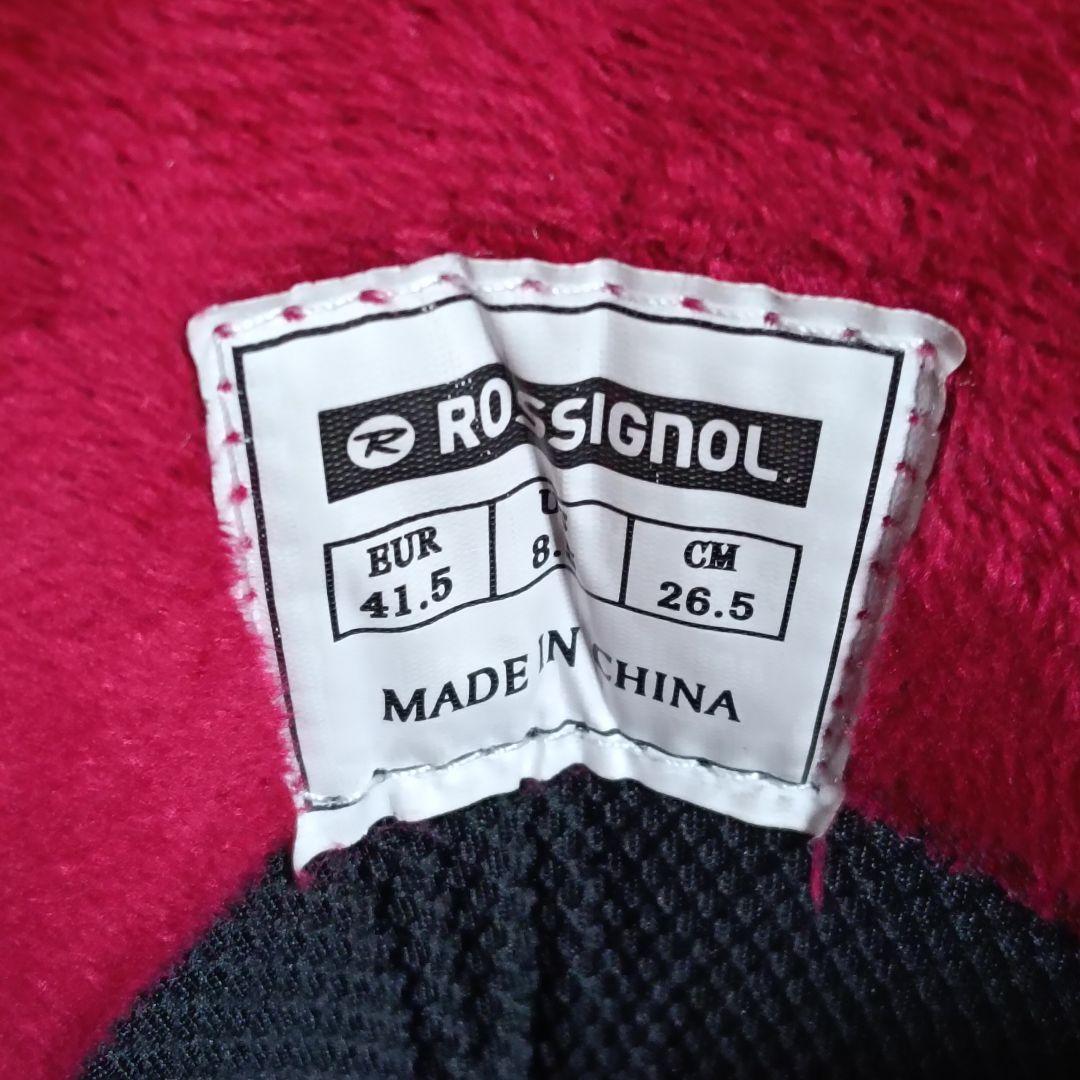 R ROSSIGNOL
EUR CM
41.5 26.5
MADE IN CHINA